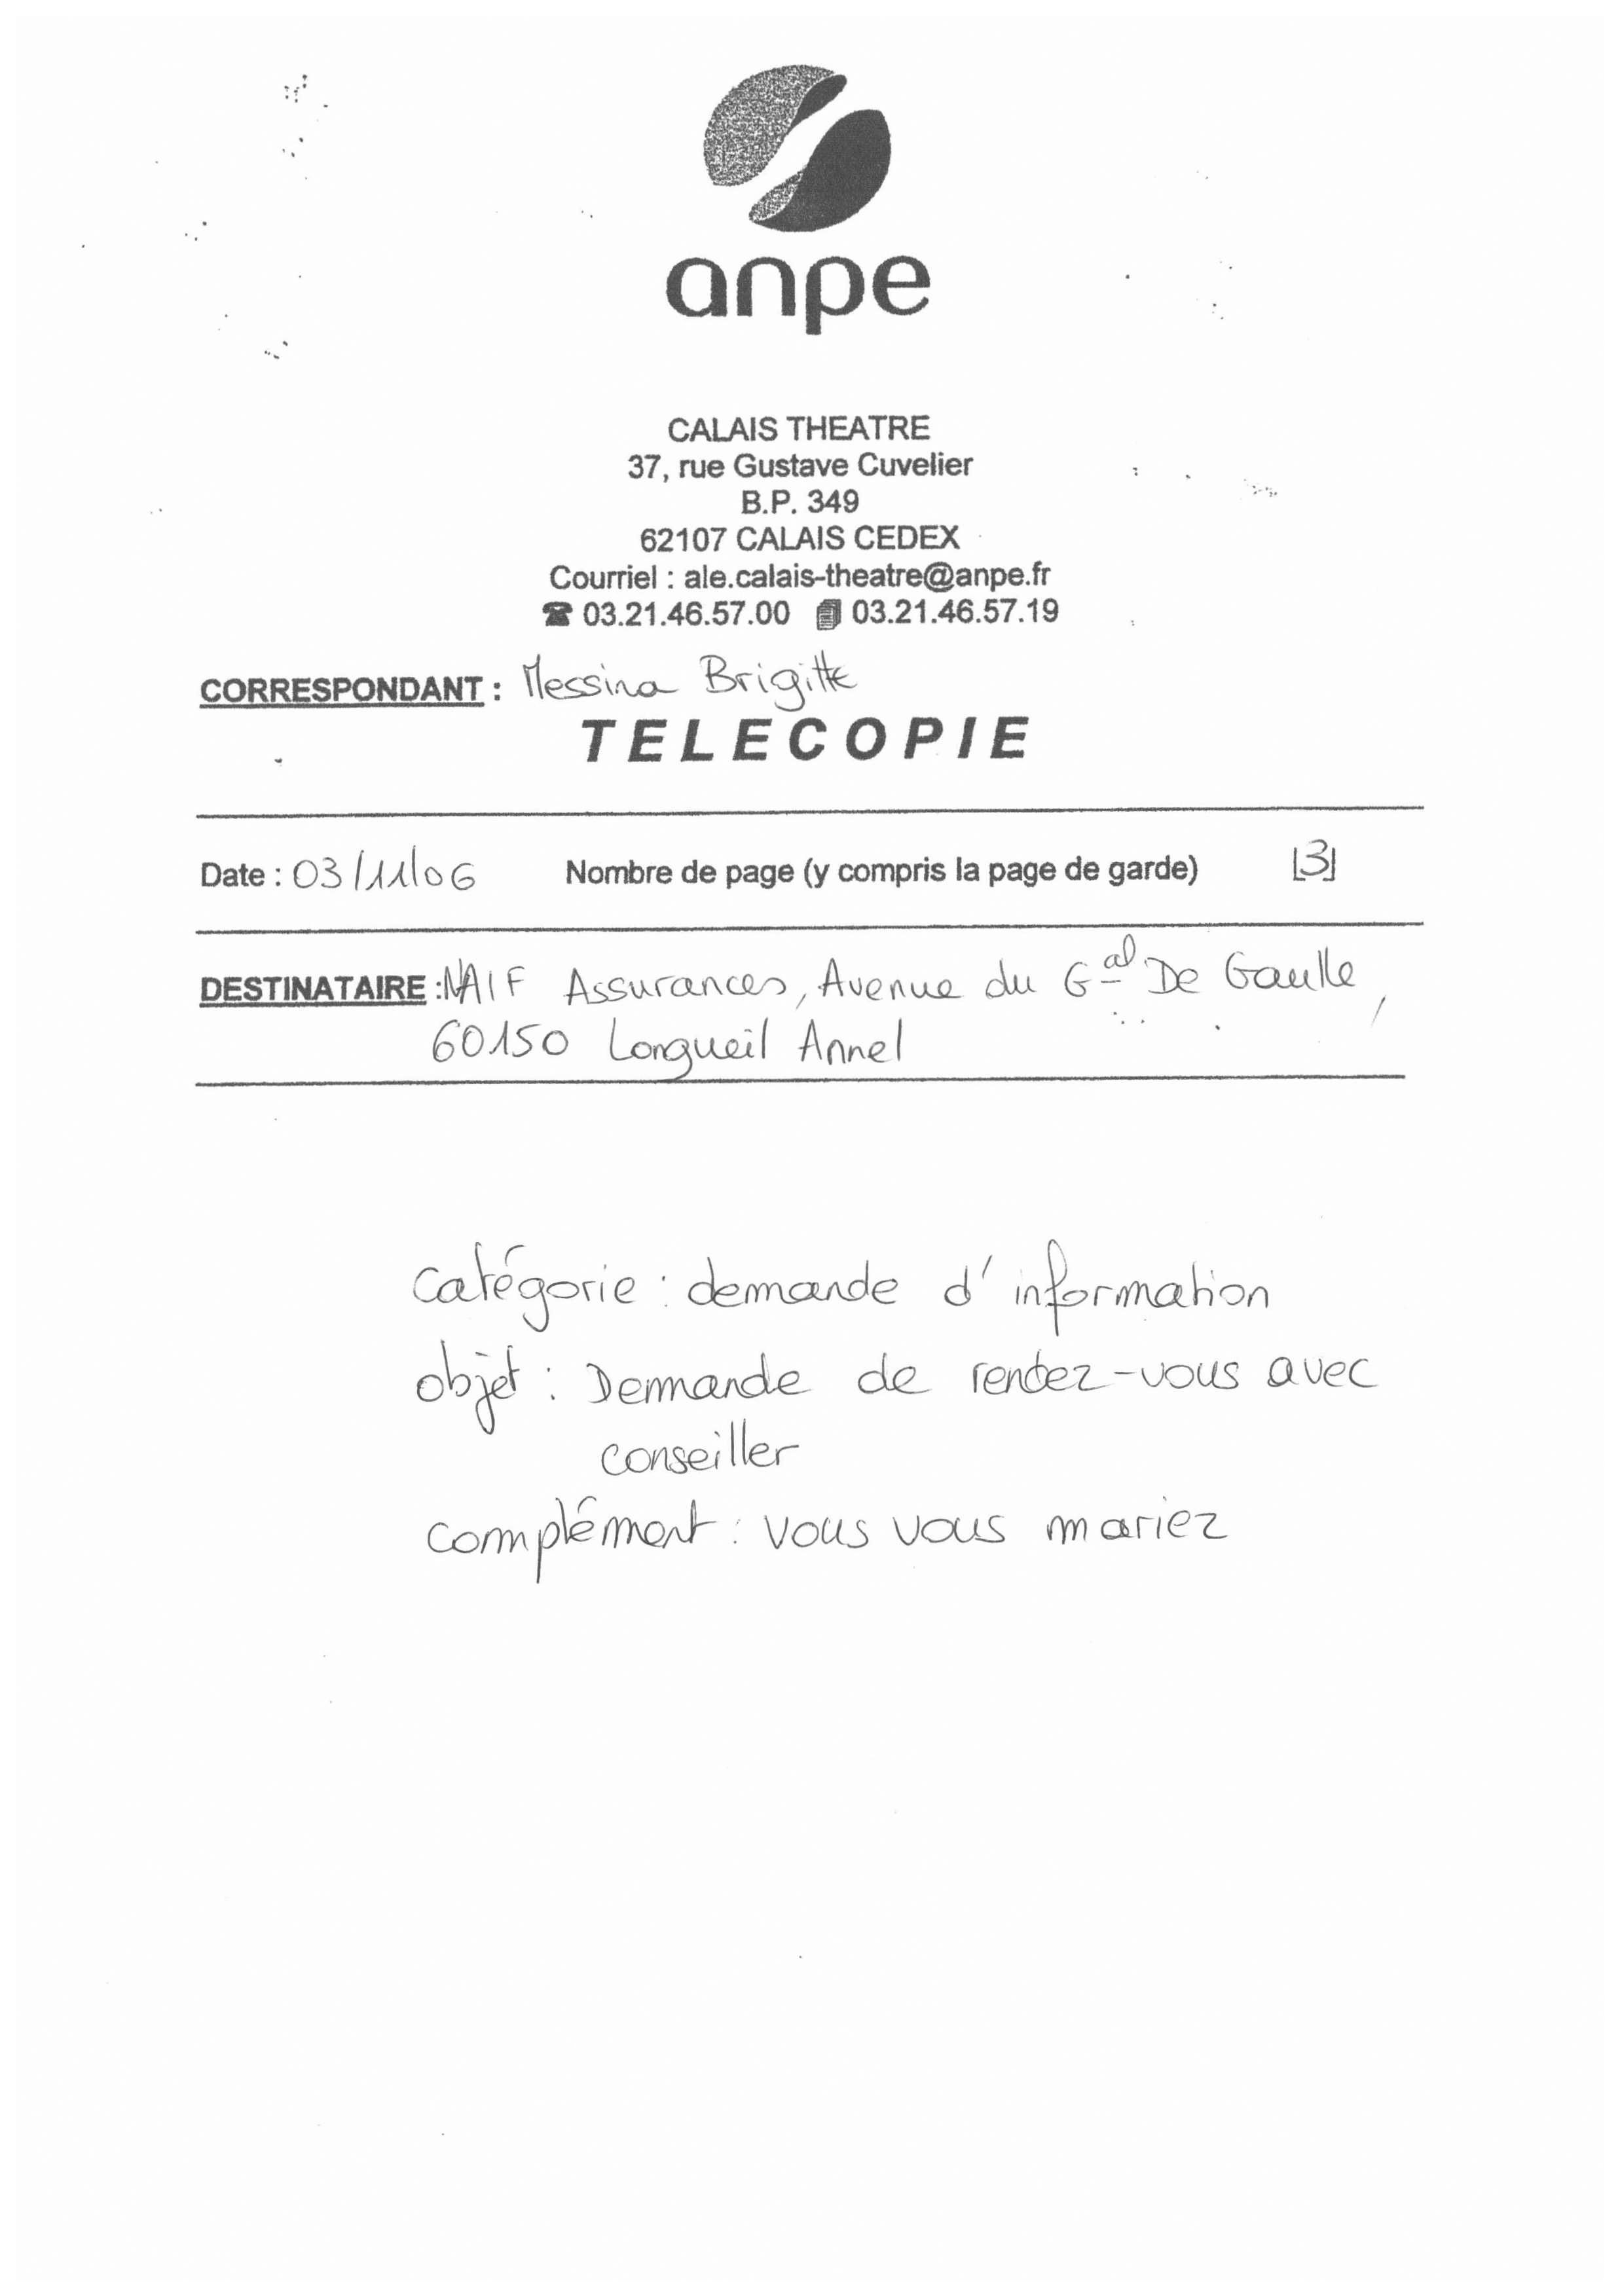 anpe
CALAIS THEATRE
37, rue Gustave Cuvelier
B.P. 349
62107 CALAIS CEDEX
Courriel : ale.calais-theatre@anpe.fr
☎ 03.21.46.57.00 03.21.46.57.19
CORRESPONDANT : Messina Brigitte
TELECOPIE
Date : 03/11/06 Nombre de page (y compris la page de garde) [3]
DESTINATAIRE : NAIF Assurances, Avenue du Gal De Gaulle,
60150 Longueil Annel
Catégorie : demande d'information
objet : Demande de rendez-vous avec
conseiller
complément : vous vous mariez